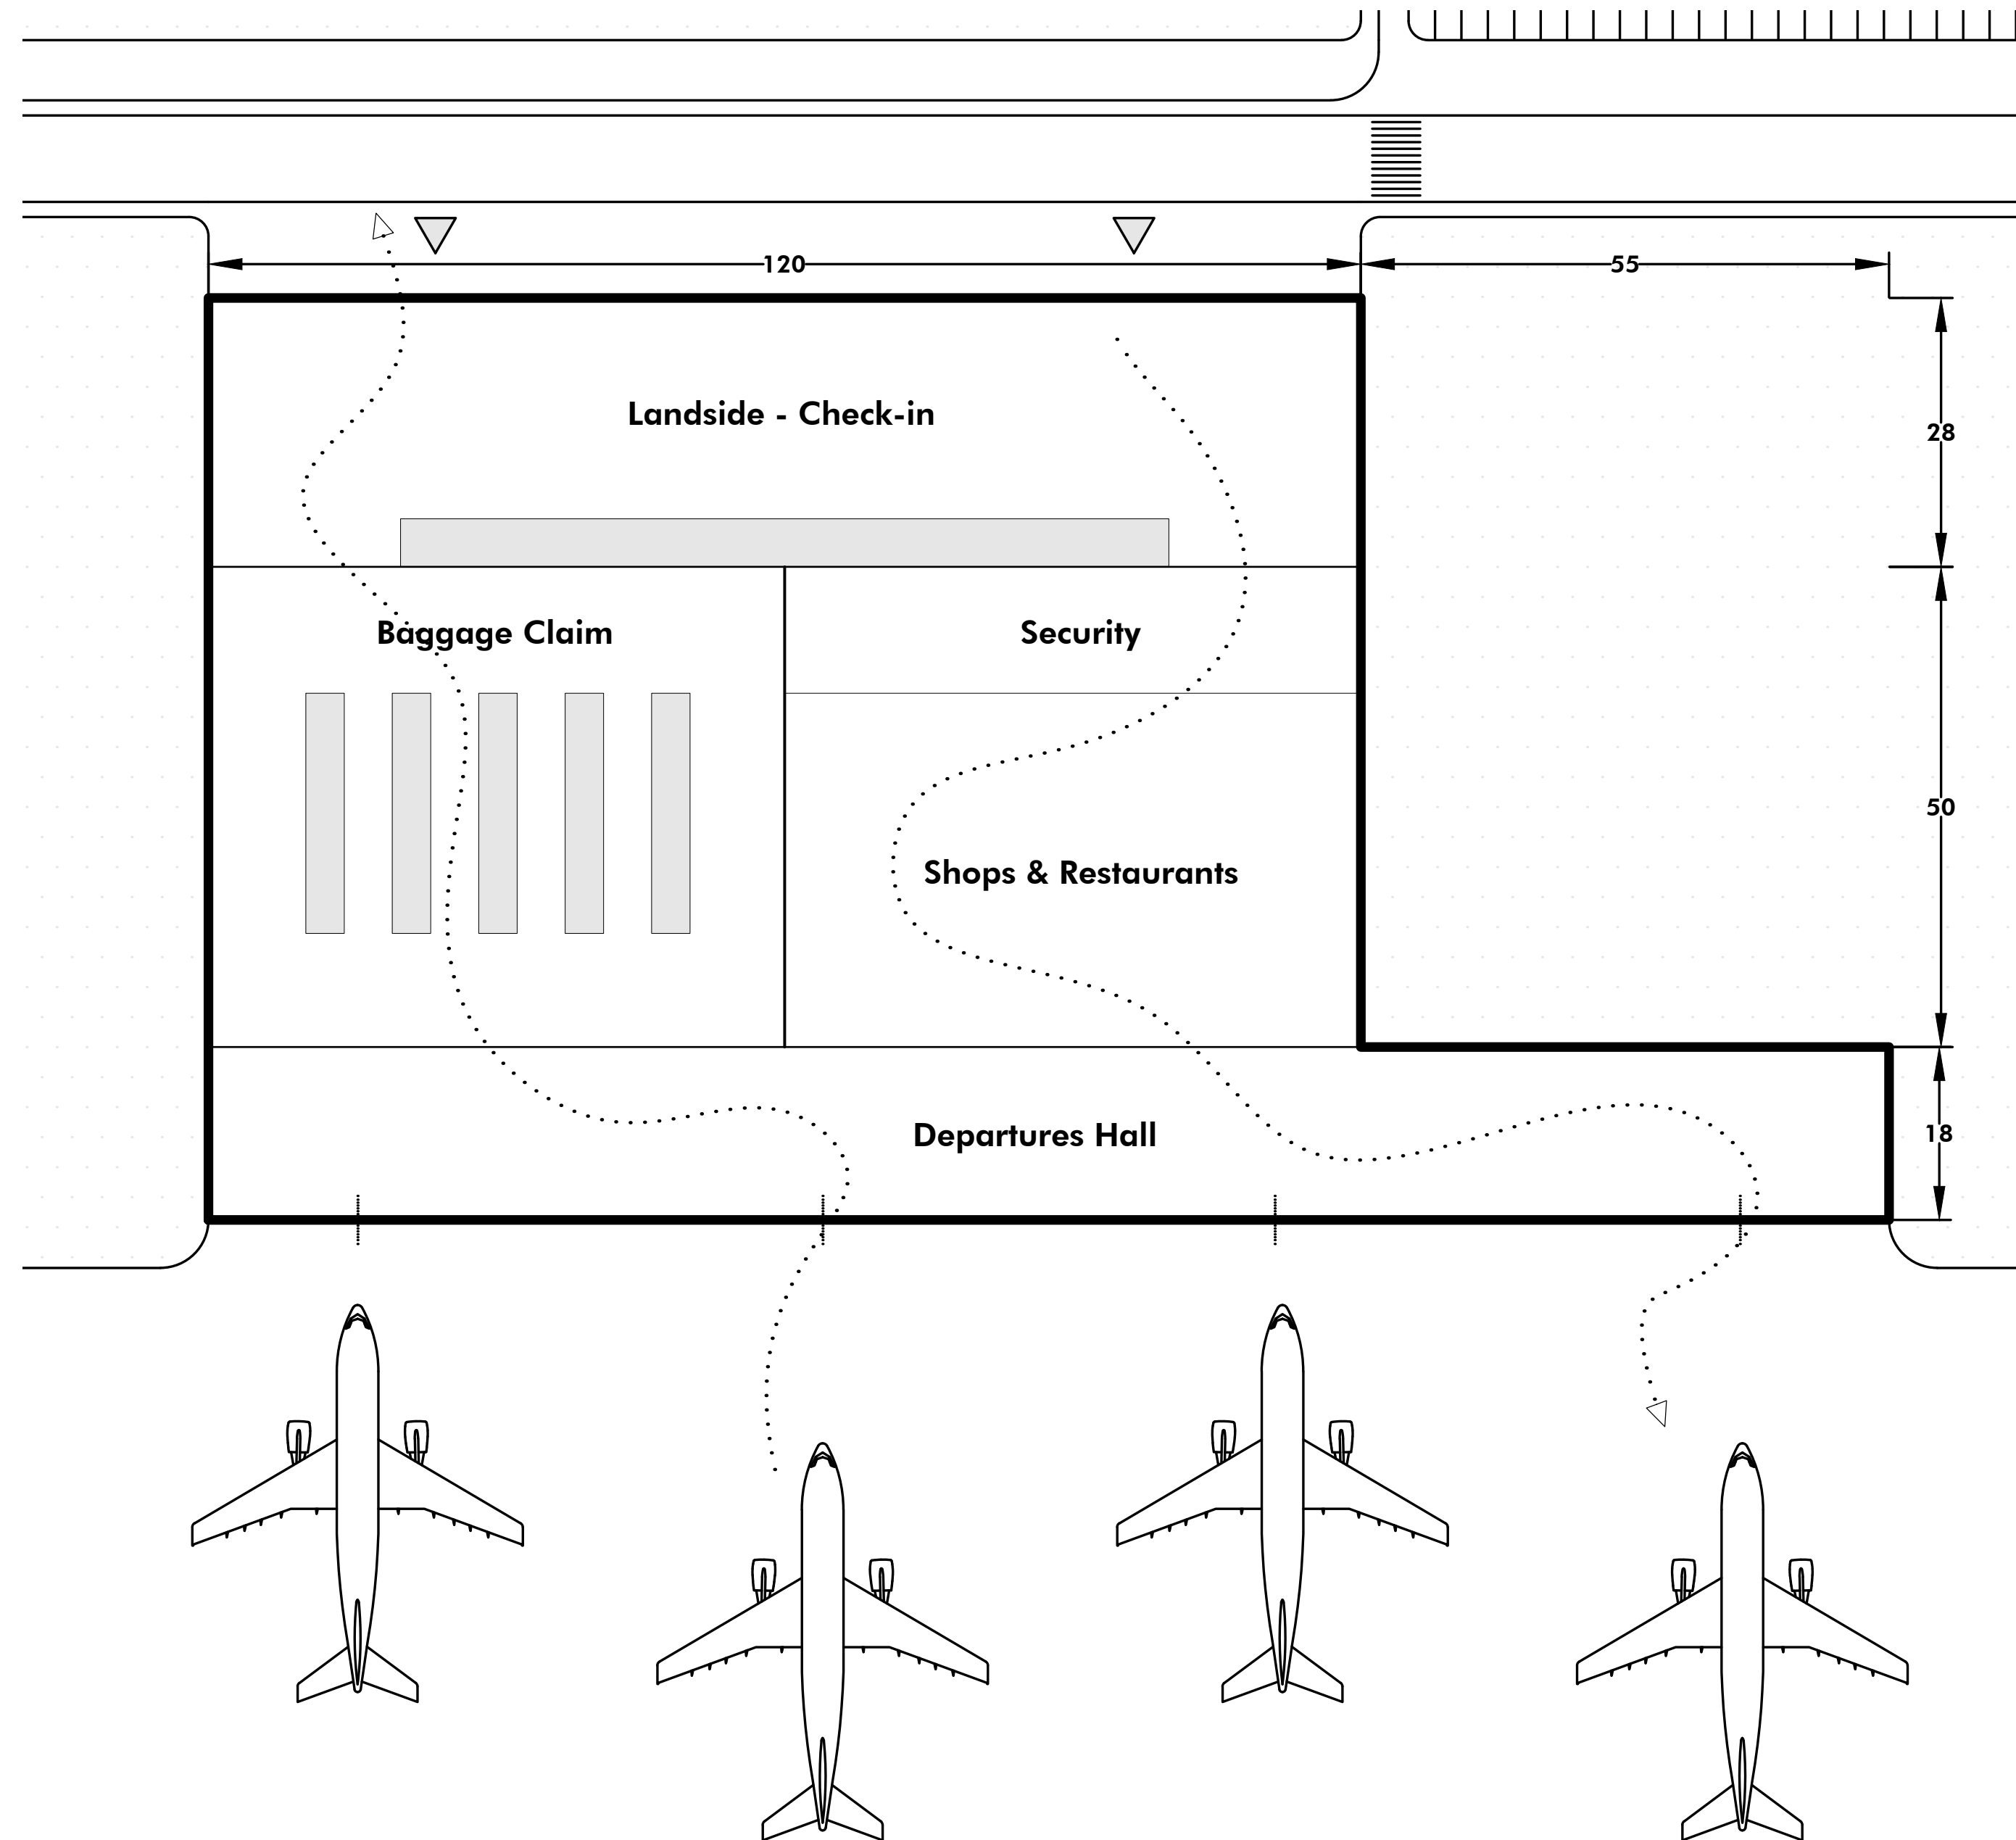 120
55
28
Landside - Check-in
Baggage Claim
Security
50
Shops & Restaurants
Departures Hall
18